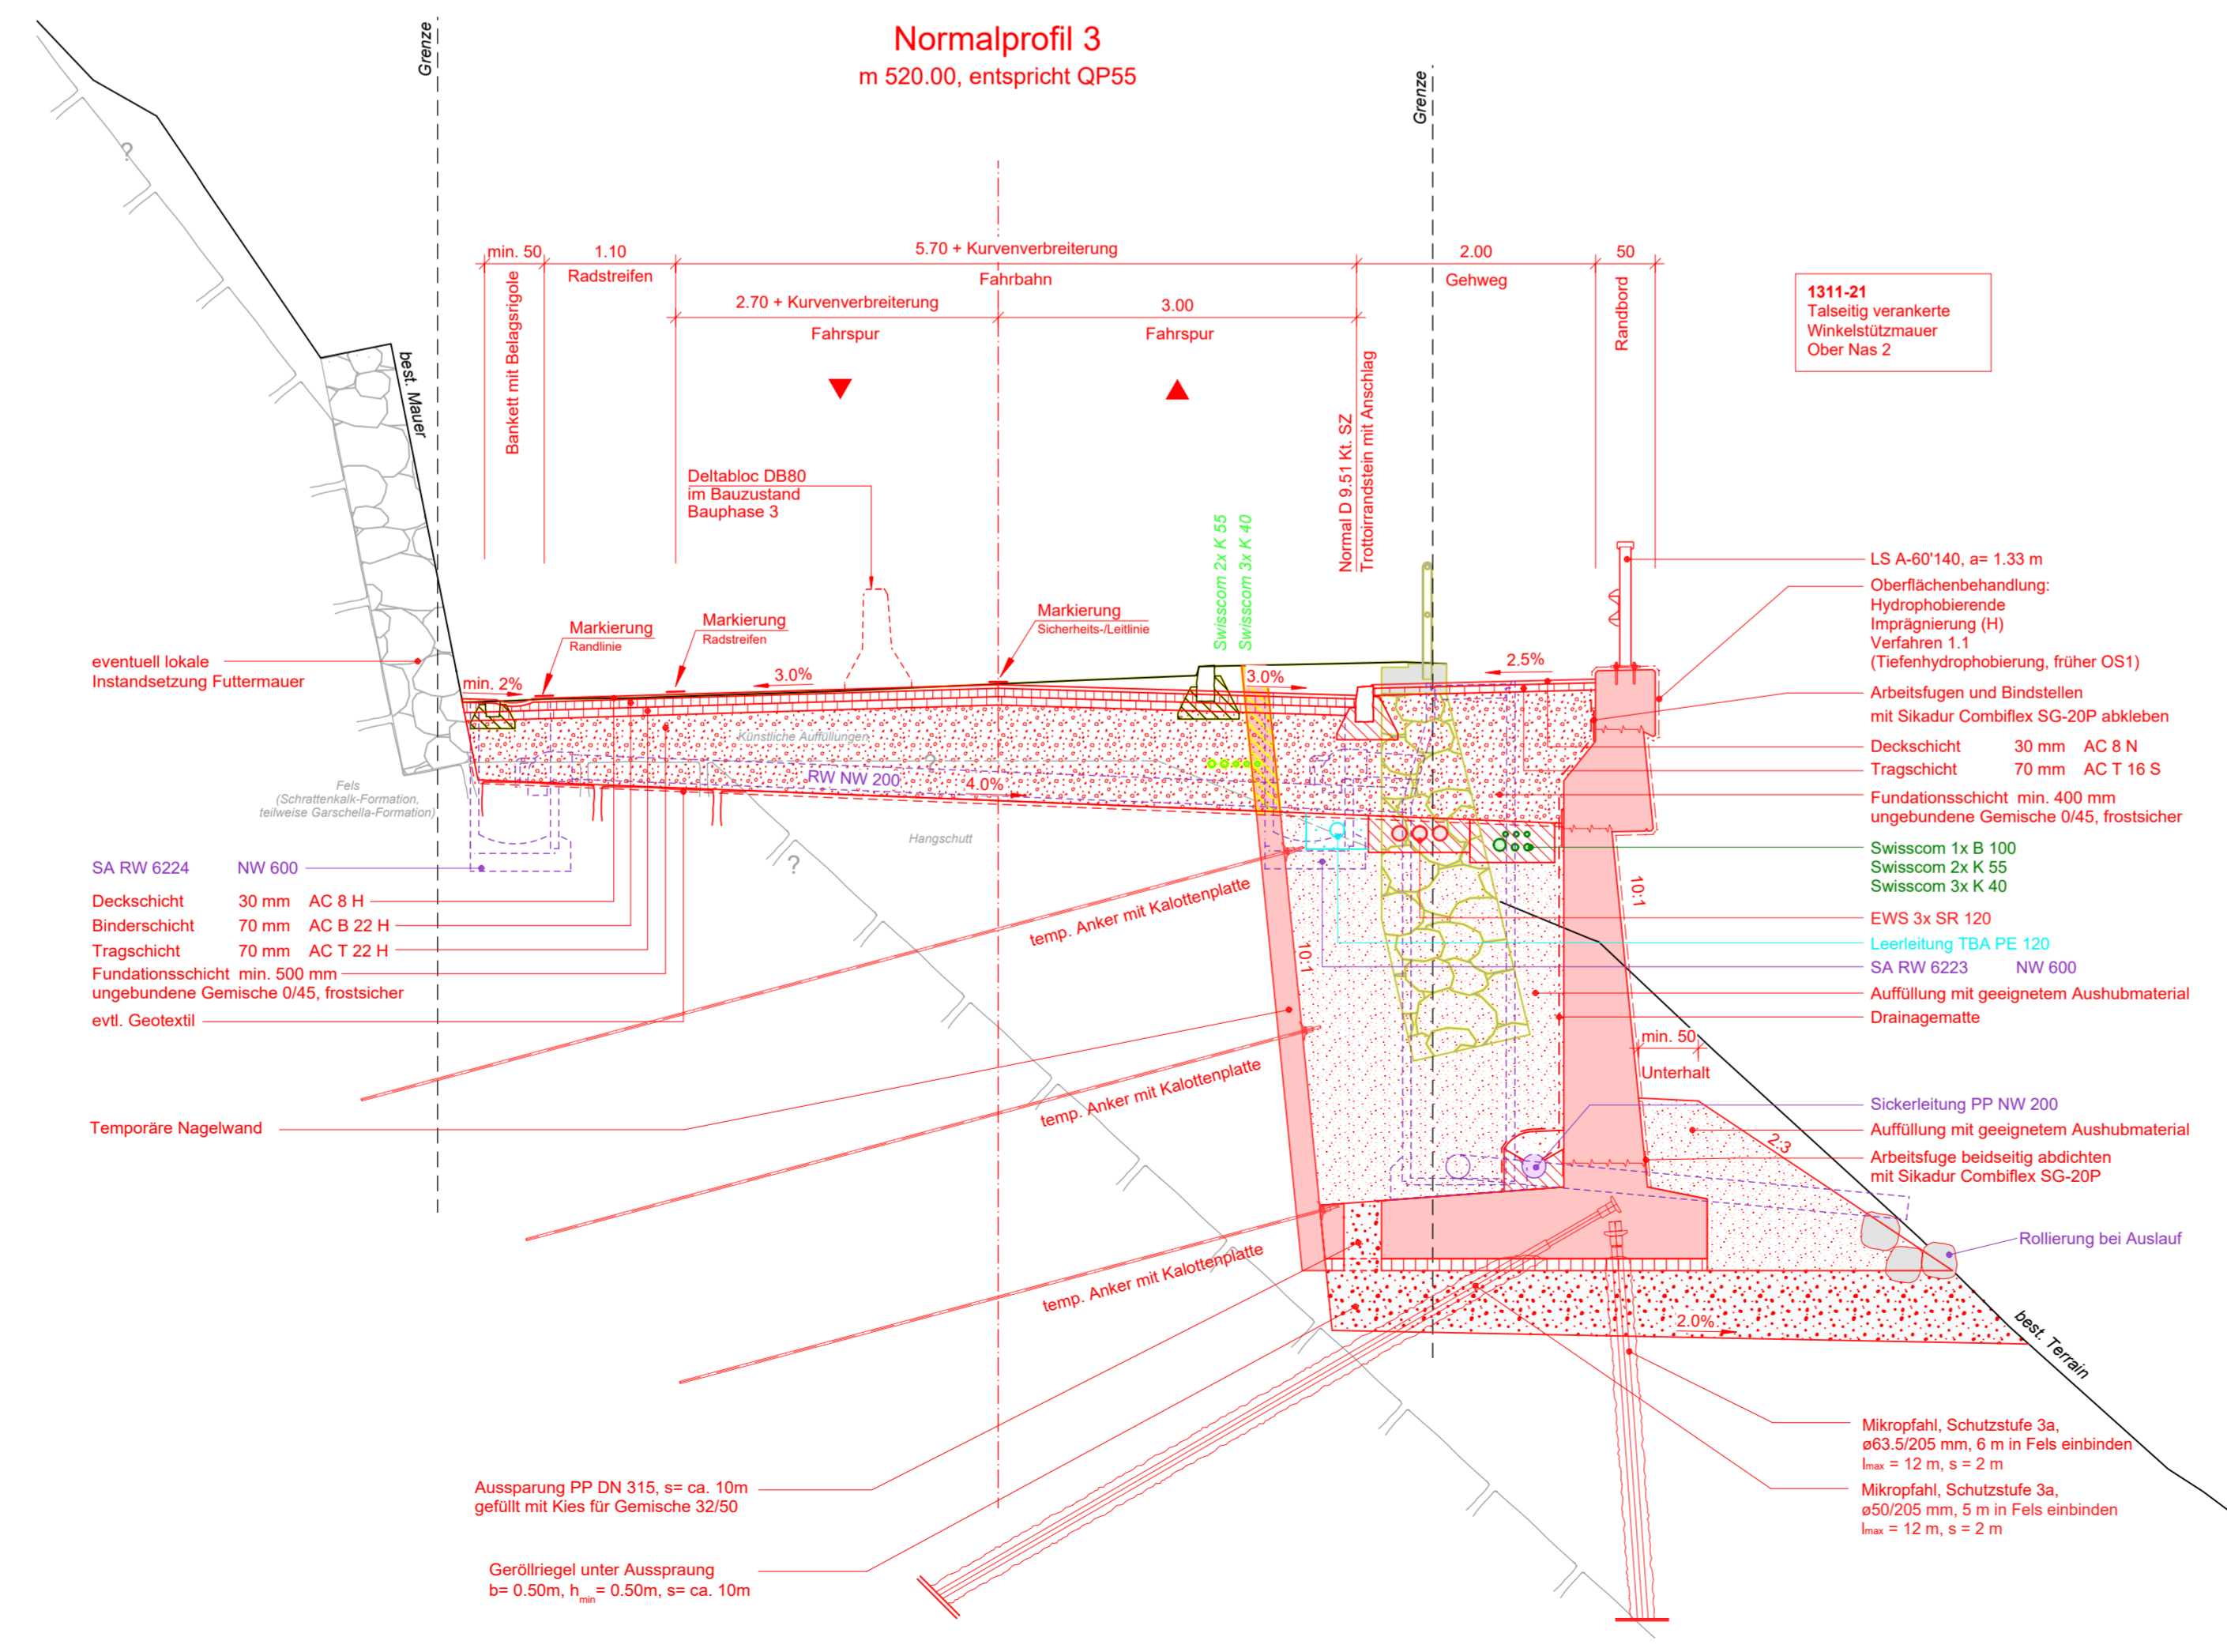 Normalprofil 3
m 520.00, entspricht QP55
Grenze
Grenze
min. 50
1.10
5.70 + Kurvenverbreiterung
2.00
50
Bankett mit Belagsrigole
Radstreifen
Fahrbahn
Gehweg
Randbord
2.70 + Kurvenverbreiterung
3.00
Fahrspur
Fahrspur
1311-21
Talseitig verankerte
Winkelstützmauer
Ober Nas 2
best. Mauer
Normal D 9.51 Kt. SZ
Trottoirrandstein mit Anschlag
Deltabloc DB80
im Bauzustand
Bauphase 3
Swisscom 2x K 55
Swisscom 3x K 40
Markierung
Randlinie
Markierung
Radstreifen
Markierung
Sicherheits-/Leitlinie
min. 2%
3.0%
3.0%
2.5%
?
Künstliche Auffüllungen
?
RW NW 200
4.0%
Fels
(Schrattenkalk-Formation,
teilweise Garschella-Formation)
Hangschutt
?
eventuell lokale
Instandsetzung Futtermauer
SA RW 6224 NW 600
Deckschicht 30 mm AC 8 H
Binderschicht 70 mm AC B 22 H
Tragschicht 70 mm AC T 22 H
Fundationsschicht min. 500 mm
ungebundene Gemische 0/45, frostsicher
evtl. Geotextil
Temporäre Nagelwand
temp. Anker mit Kalottenplatte
temp. Anker mit Kalottenplatte
temp. Anker mit Kalottenplatte
10:1
10:1
LS A-60'140, a= 1.33 m
Oberflächenbehandlung:
Hydrophobierende
Imprägnierung (H)
Verfahren 1.1
(Tiefenhydrophobierung, früher OS1)
Arbeitsfugen und Bindstellen
mit Sikadur Combiflex SG-20P abkleben
Deckschicht 30 mm AC 8 N
Tragschicht 70 mm AC T 16 S
Fundationsschicht min. 400 mm
ungebundene Gemische 0/45, frostsicher
Swisscom 1x B 100
Swisscom 2x K 55
Swisscom 3x K 40
EWS 3x SR 120
Leerleitung TBA PE 120
SA RW 6223 NW 600
Auffüllung mit geeignetem Aushubmaterial
Drainagematte
min. 50
Unterhalt
Sickerleitung PP NW 200
Auffüllung mit geeignetem Aushubmaterial
2:3
Arbeitsfuge beidseitig abdichten
mit Sikadur Combiflex SG-20P
Rollierung bei Auslauf
2.0%
best. Terrain
Mikropfahl, Schutzstufe 3a,
ø63.5/205 mm, 6 m in Fels einbinden
lmax = 12 m, s = 2 m
Mikropfahl, Schutzstufe 3a,
ø50/205 mm, 5 m in Fels einbinden
lmax = 12 m, s = 2 m
Aussparung PP DN 315, s= ca. 10m
gefüllt mit Kies für Gemische 32/50
Geröllriegel unter Ausspraung
b= 0.50m, hmin = 0.50m, s= ca. 10m